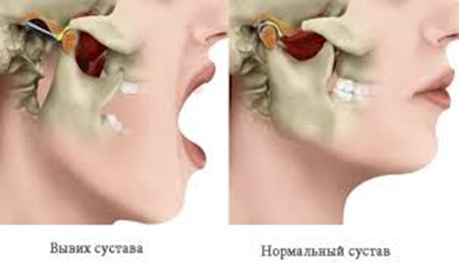 Вывих сустава
Нормальный сустав